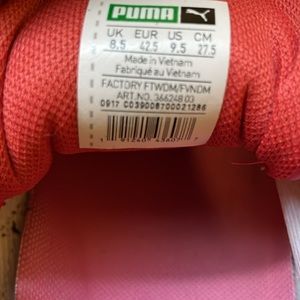 PUMA
UK EUR US CM
8.5 42.5 9.5 27.5
Made in Vietnam
Fabriqué au Vietnam
FACTORY FTWDM/FVNDM
ART.NO. 366248 03
0917 C039008700021286